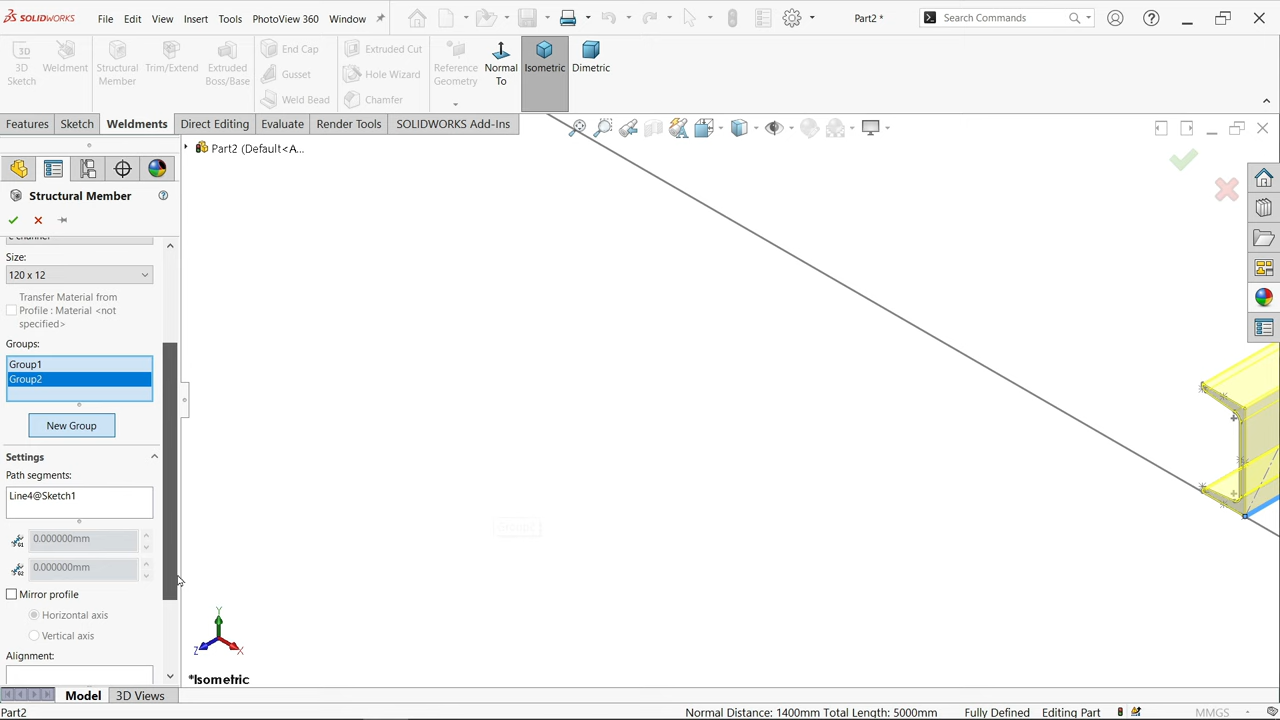 SOLIDWORKS File Edit View Insert Tools PhotoView 360 Window Part2 * Search Commands
3D Sketch
Weldment
Structural Member
Trim/Extend
Extruded Boss/Base
End Cap
Gusset
Weld Bead
Extruded Cut
Hole Wizard
Chamfer
Reference Geometry
Normal To
Isometric
Dimetric
Features Sketch Weldments Direct Editing Evaluate Render Tools SOLIDWORKS Add-Ins
Part2 (Default<A...
Structural Member
Size:
120 x 12
Transfer Material from
Profile : Material <not
specified>
Groups:
Group1
Group2
New Group
Settings
Path segments:
Line4@Sketch1
0.000000mm
0.000000mm
Mirror profile
Horizontal axis
Vertical axis
Alignment:
Y
Z
X
*Isometric
Model 3D Views
Part2 Normal Distance: 1400mm Total Length: 5000mm Fully Defined Editing Part MMGS